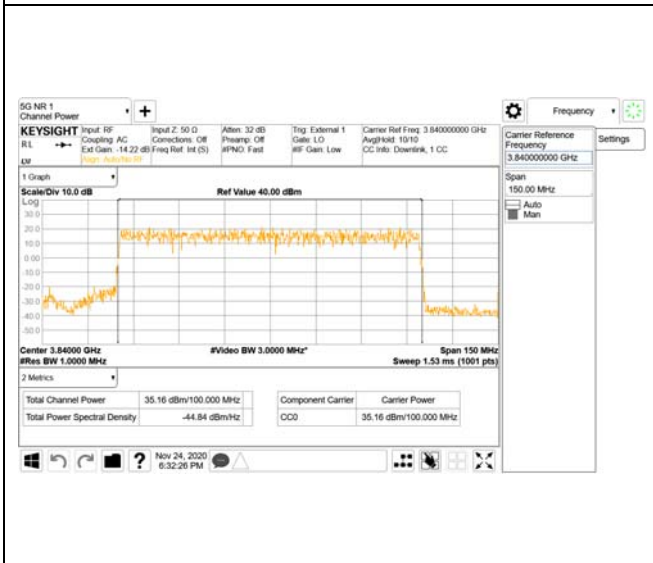 5G NR 1
Channel Power
Frequency
KEYSIGHT
RL
Input: RF
Coupling: AC
Ext Gain: -14.22 dB
Align: Auto/No RF
Input Z: 50 Ω
Corrections: Off
Freq Ref: Int (S)
Atten: 32 dB
Preamp: Off
#PNO: Fast
Trig: External 1
Gate: LO
#IF Gain: Low
Carrier Ref Freq: 3.840000000 GHz
Avg|Hold: 10/10
CC Info: Downlink, 1 CC
Carrier Reference
Frequency
3.840000000 GHz
Settings
Span
150.00 MHz
Auto
Man
1 Graph
Scale/Div 10.0 dB
Ref Value 40.00 dBm
Log
30.0
20.0
10.0
0.00
-10.0
-20.0
-30.0
-40.0
-50.0
Center 3.84000 GHz
#Video BW 3.0000 MHz*
Span 150 MHz
#Res BW 1.0000 MHz
Sweep 1.53 ms (1001 pts)
2 Metrics
Total Channel Power
35.16 dBm/100.000 MHz
Total Power Spectral Density
-44.84 dBm/Hz
Component Carrier
Carrier Power
CC0
35.16 dBm/100.000 MHz
?
Nov 24, 2020
6:32:26 PM